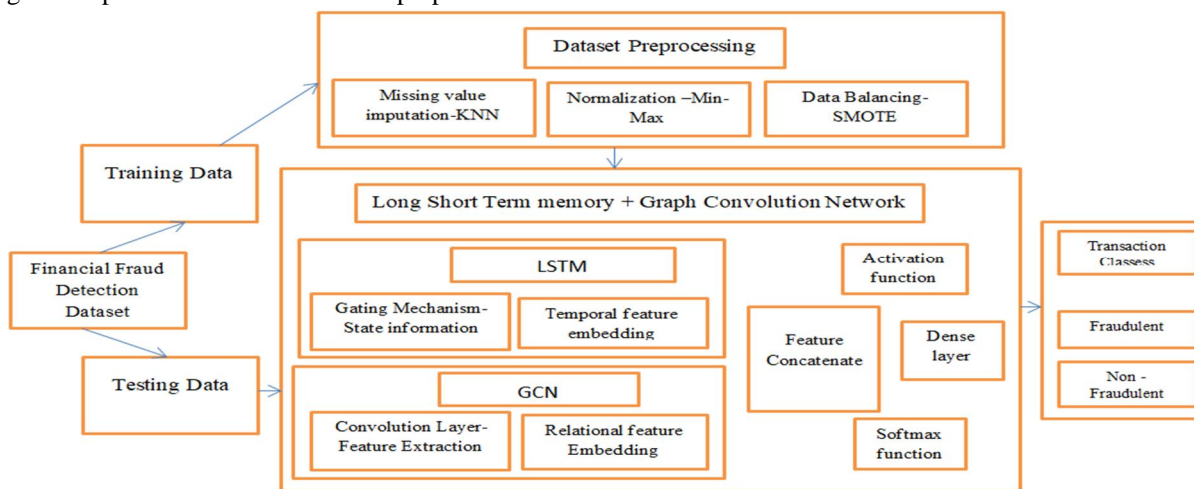 Dataset Preprocessing
Missing value
imputation-KNN
Normalization –Min-
Max
Data Balancing-
SMOTE
Training Data
Long Short Term memory + Graph Convolution Network
Financial Fraud
Detection
Dataset
LSTM
Gating Mechanism-
State information
Temporal feature
embedding
Activation
function
Feature
Concatenate
Dense
layer
Softmax
function
Testing Data
GCN
Convolution Layer-
Feature Extraction
Relational feature
Embedding
Transaction
Classess
Fraudulent
Non -
Fraudulent